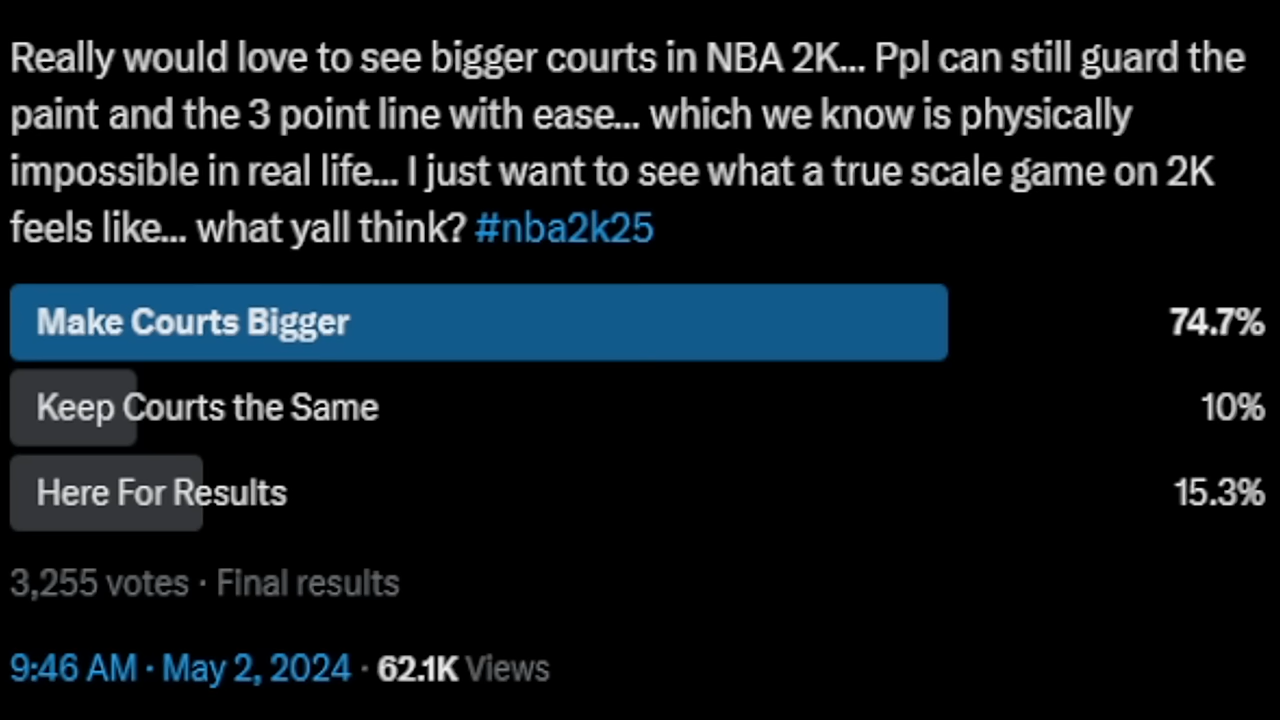 Really would love to see bigger courts in NBA 2K... Ppl can still guard the
paint and the 3 point line with ease... which we know is physically
impossible in real life... I just want to see what a true scale game on 2K
feels like... what yall think? #nba2k25
Make Courts Bigger 74.7%
Keep Courts the Same 10%
Here For Results 15.3%
3,255 votes · Final results
9:46 AM · May 2, 2024 · 62.1K Views